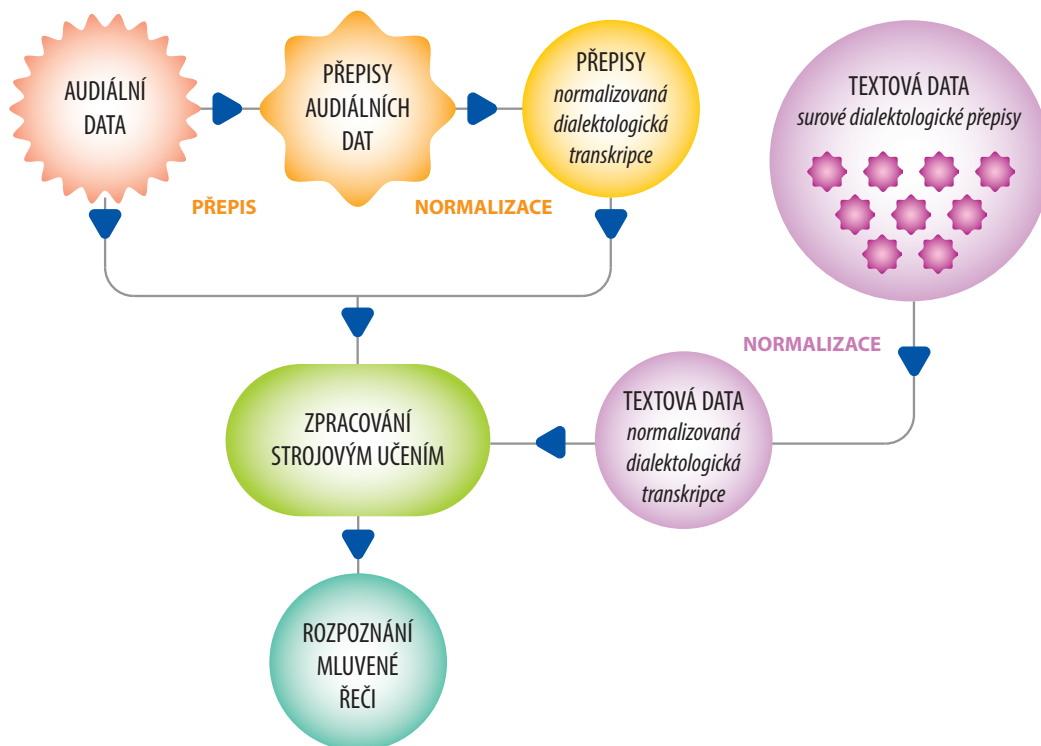 AUDIÁLNÍ
DATA
PŘEPISY
AUDIÁLNÍCH
DAT
PŘEPISY
normalizovaná
dialektologická
transkripce
TEXTOVÁ DATA
surové dialektologické přepisy
PŘEPIS
NORMALIZACE
NORMALIZACE
ZPRACOVÁNÍ
STROJOVÝM UČENÍM
TEXTOVÁ DATA
normalizovaná
dialektologická
transkripce
ROZPOZNÁNÍ
MLUVENÉ
ŘEČI